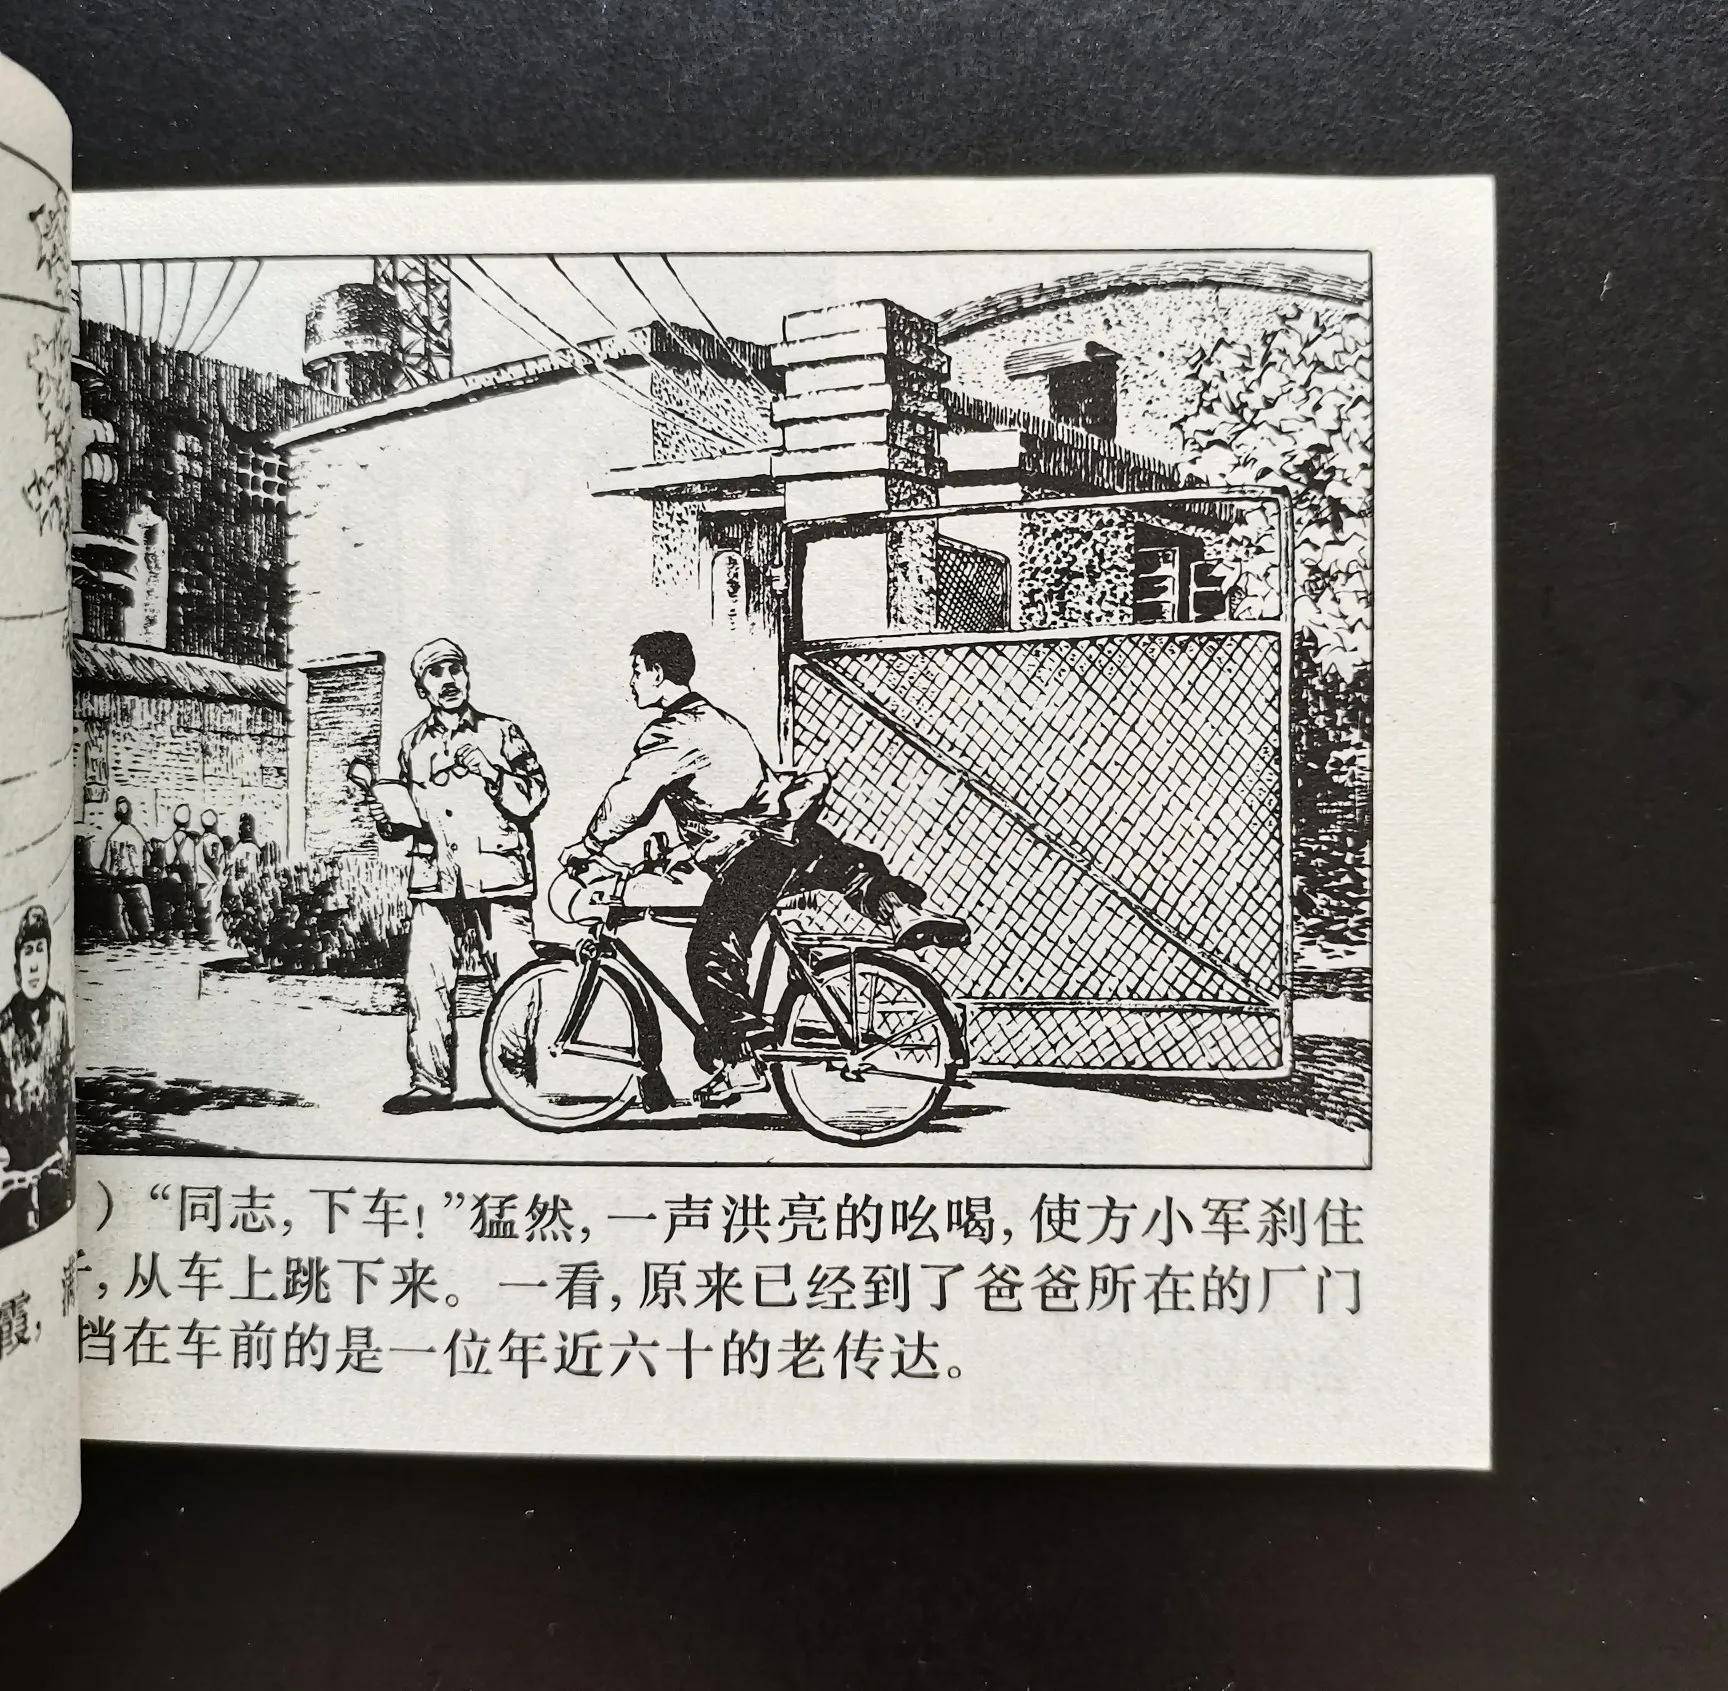 ）“同志，下车！”猛然，一声洪亮的吆喝，使方小军刹住
，从车上跳下来。一看，原来已经到了爸爸所在的厂门
挡在车前的是一位年近六十的老传达。
霞，